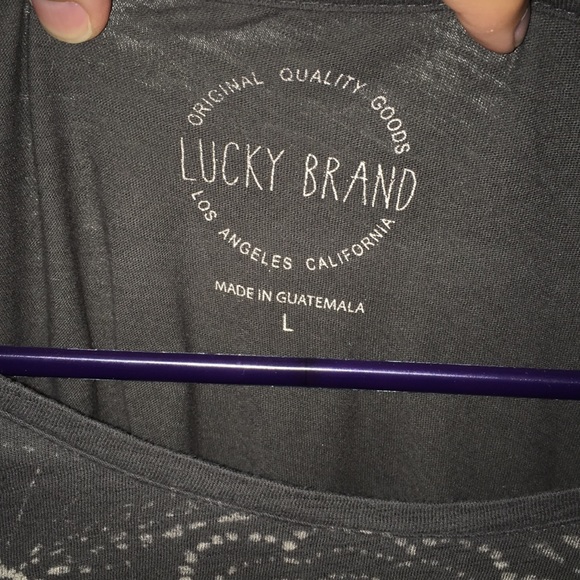 ORIGINAL QUALITY GOODS
LUCKY BRAND
LOS ANGELES CALIFORNIA
MADE IN GUATEMALA
L